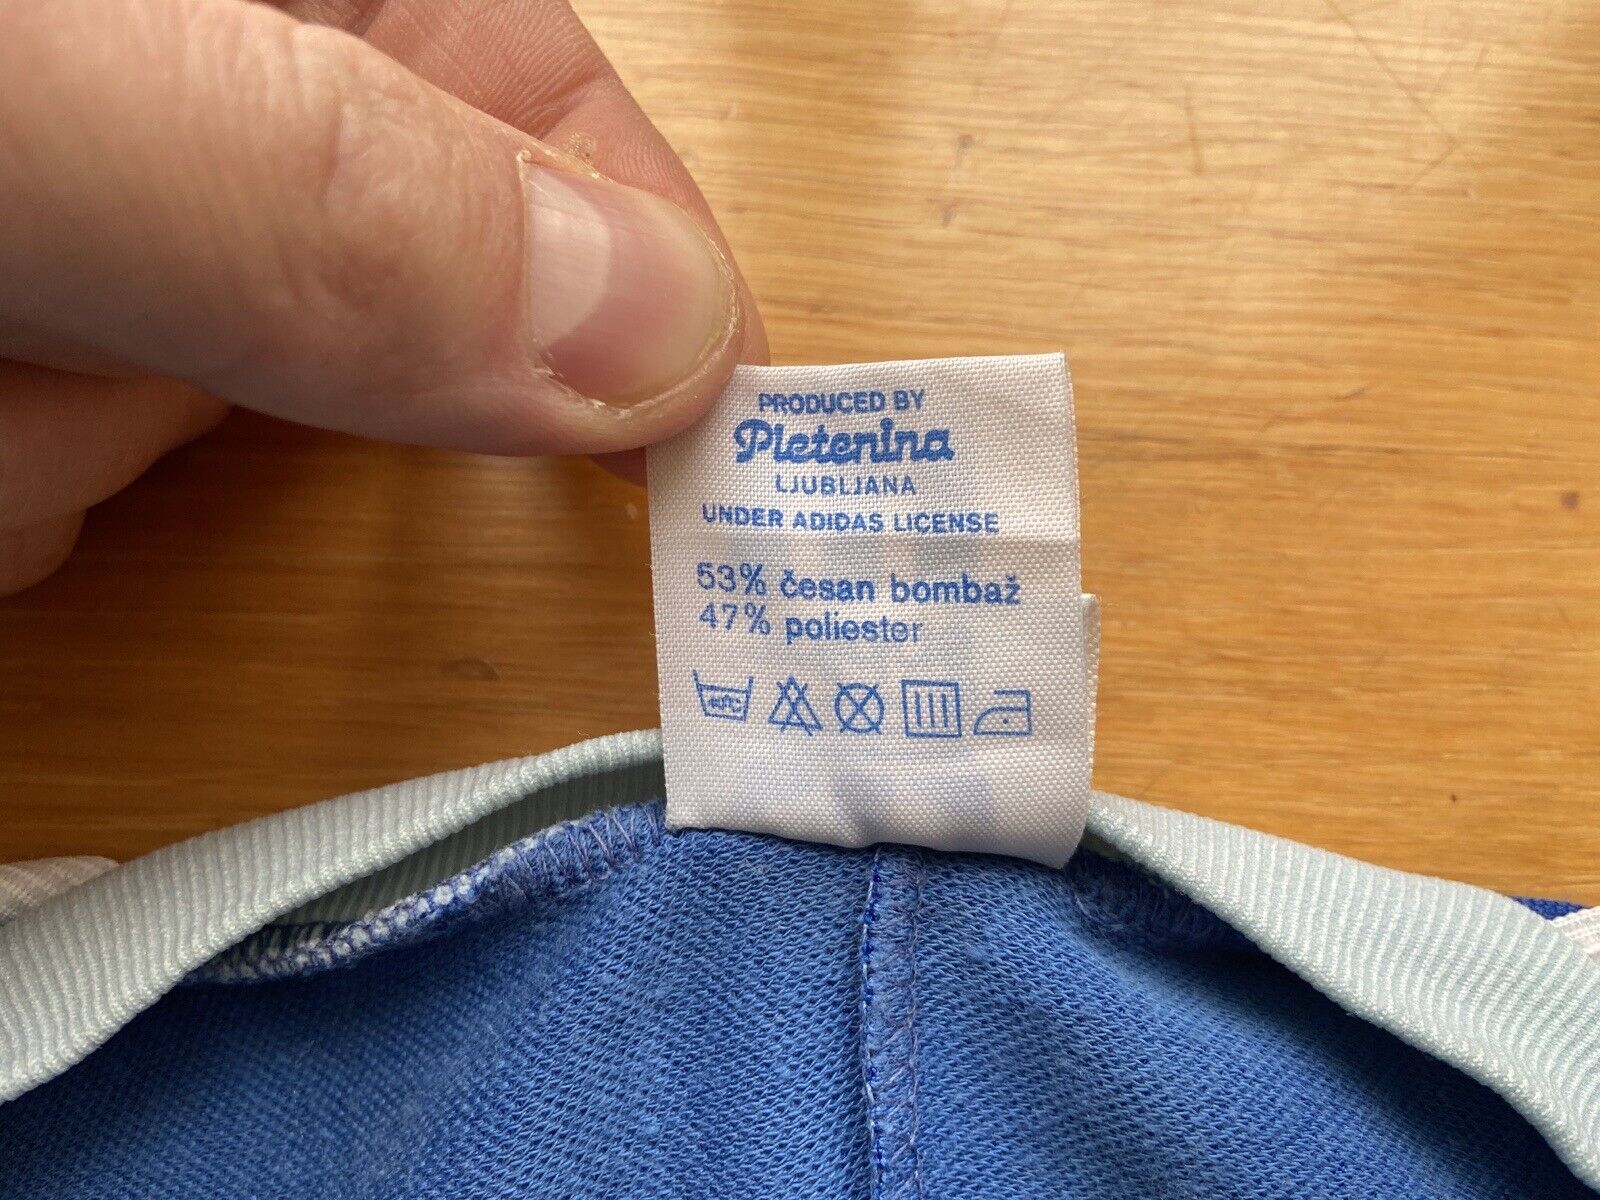 PRODUCED BY
Pletenina
LJUBLJANA
UNDER ADIDAS LICENSE
53% česan bombaž
47% poliester